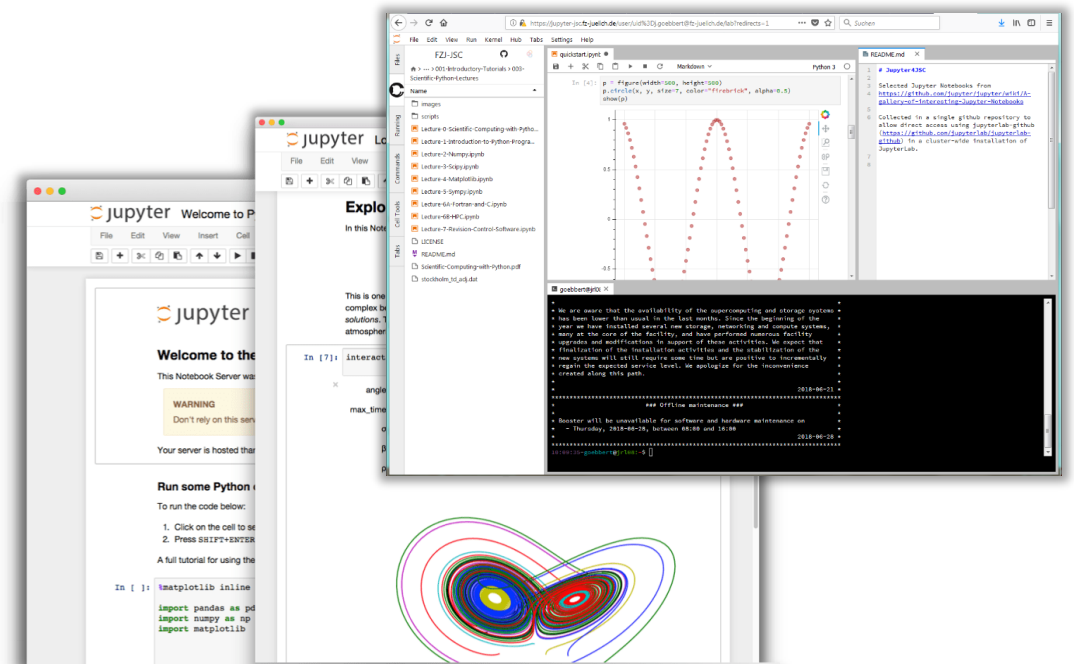 https://jupyter-jsc.fz-juelich.de/user/uid%3Dj.goebbert@fz-juelich.de/lab?redirects=1
Suchen
File Edit View Run Kernel Hub Tabs Settings Help
Files
Running
Commands
Cell Tools
Tabs
FZJ-JSC
> ··· > 001-Introductory-Tutorials > 003-
Scientific-Python-Lectures
Name
images
scripts
Lecture-0-Scientific-Computing-with-Pytho...
Lecture-1-Introduction-to-Python-Progra...
Lecture-2-Numpy.ipynb
Lecture-3-Scipy.ipynb
Lecture-4-Matplotlib.ipynb
Lecture-5-Sympy.ipynb
Lecture-6A-Fortran-and-C.ipynb
Lecture-6B-HPC.ipynb
Lecture-7-Revision-Control-Software.ipynb
LICENSE
README.md
Scientific-Computing-with-Python.pdf
stockholm_td_adj.dat
quickstart.ipynb
Markdown
Python 3
In [4]:
p = figure(width=500, height=500)
p.circle(x, y, size=7, color="firebrick", alpha=0.5)
show(p)
1
0.5
0
-0.5
README.md
1 # Jupyter4JSC
Selected Jupyter Notebooks from
https://github.com/jupyter/jupyter/wiki/A-
gallery-of-interesting-Jupyter-Notebooks
Collected in a single github repository to
allow direct access using jupyterlab-github
(https://github.com/jupyterlab/jupyterlab-
github) in a cluster-wide installation of
JupyterLab.
7
8
* We are aware that the availability of the supercomputing and storage systems *
* has been lower than usual in the last months. Since the beginning of the *
* year we have installed several new storage, networking and compute systems, *
* many at the core of the facility, and have performed numerous facility *
* upgrades and modifications in support of these activities. We expect that *
* finalization of the installation activities and the stabilization of the *
* new systems will still require some time but are positive to incrementally *
* regain the expected service level. We apologize for the inconvenience *
* created along this path. *
* 2018-06-21 *
* ### Offline maintenance ### *
* Booster will be unavailable for software and hardware maintenance on *
* - Thursday, 2018-06-28, between 08:00 and 18:00 *
* 2018-06-28 *
jupyter Lo
File Edit View
Explo
In this Note
This is one
complex be
solutions. T
atmospher
In [7]: interac
angle
max_time
σ
β
ρ
jupyter Welcome to P
File Edit View Insert Cell
jupyter
Welcome to the
This Notebook Server was
WARNING
Don't rely on this serv
Your server is hosted than
Run some Python c
To run the code below:
1. Click on the cell to se
2. Press SHIFT+ENTER
A full tutorial for using the
In [ ]: %matplotlib inline
import pandas as pd
import numpy as np
import matplotlib